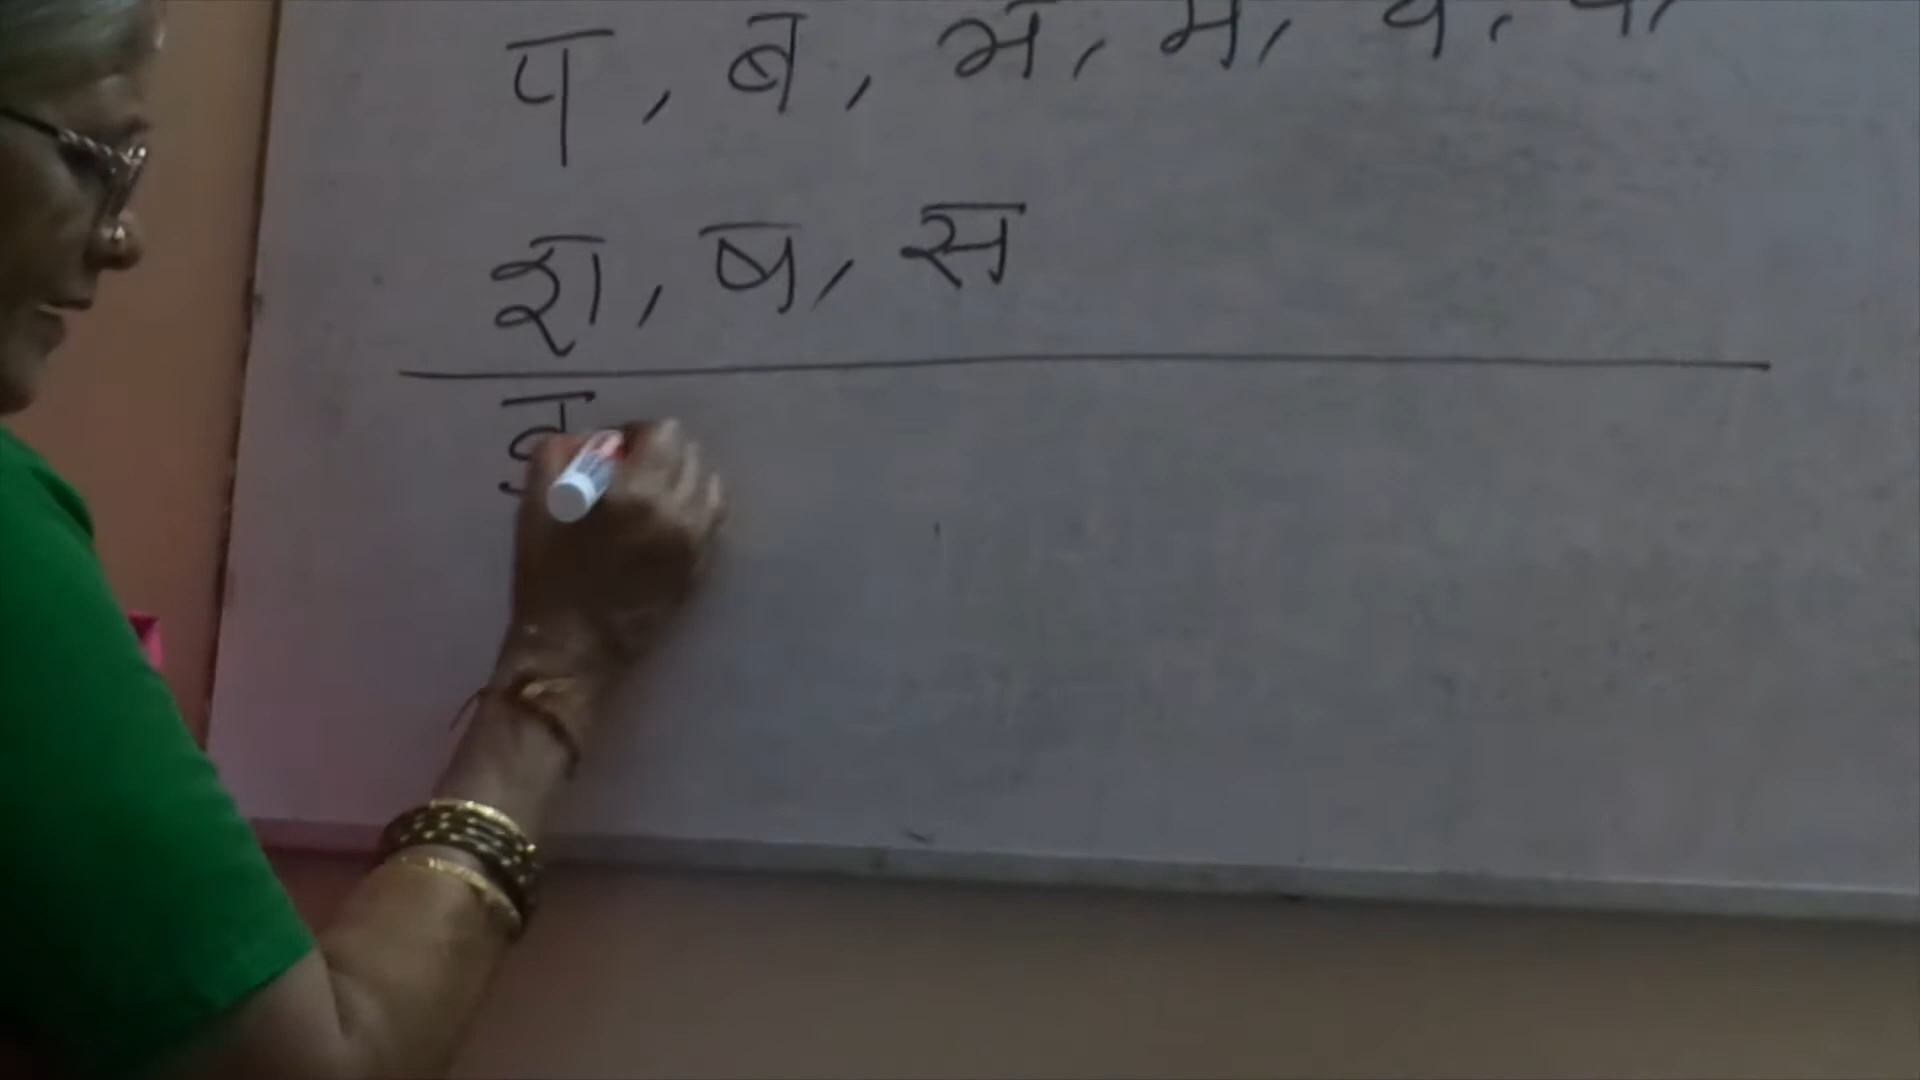 प, ब, भ, म,
श, ष, स